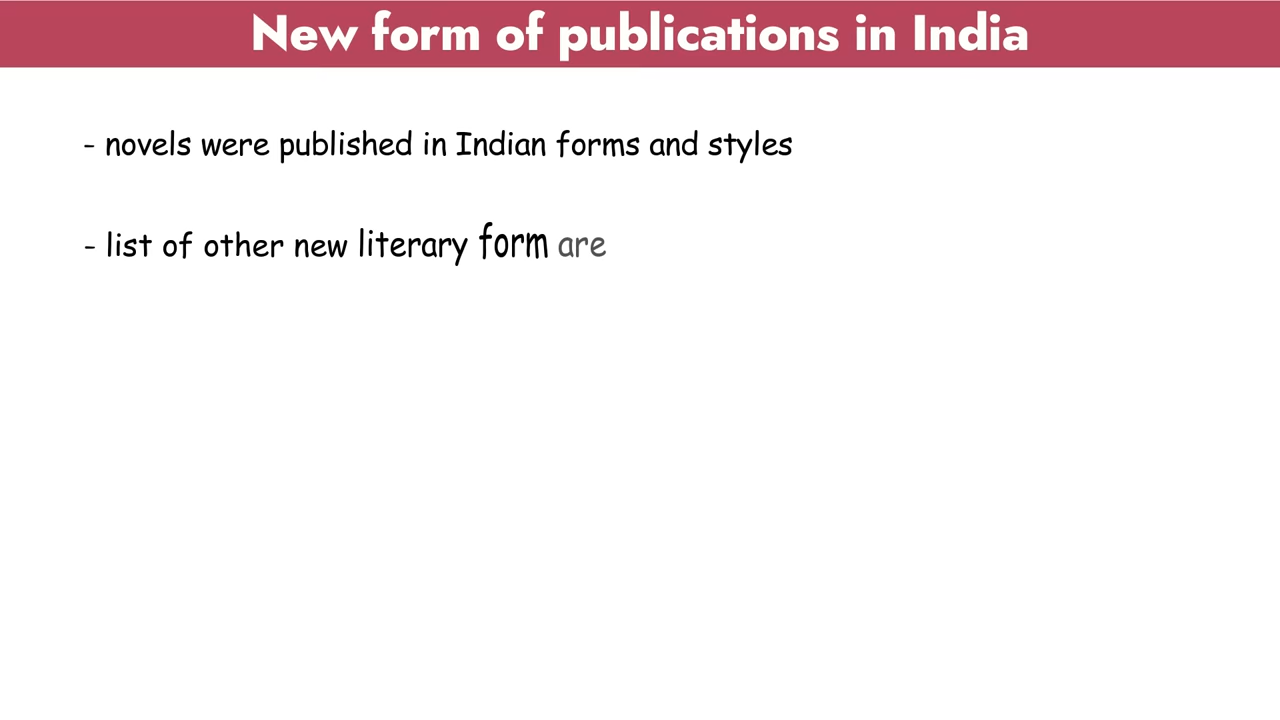 New form of publications in India
- novels were published in Indian forms and styles
- list of other new literary form are